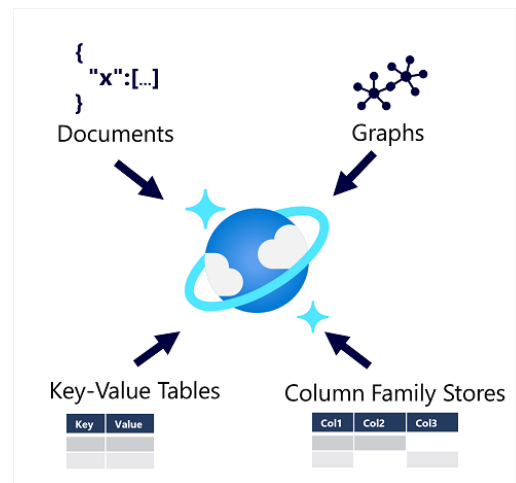 {
"x":[...]
}
Documents
Graphs
Key-Value Tables
Key Value
Column Family Stores
Col1 Col2 Col3